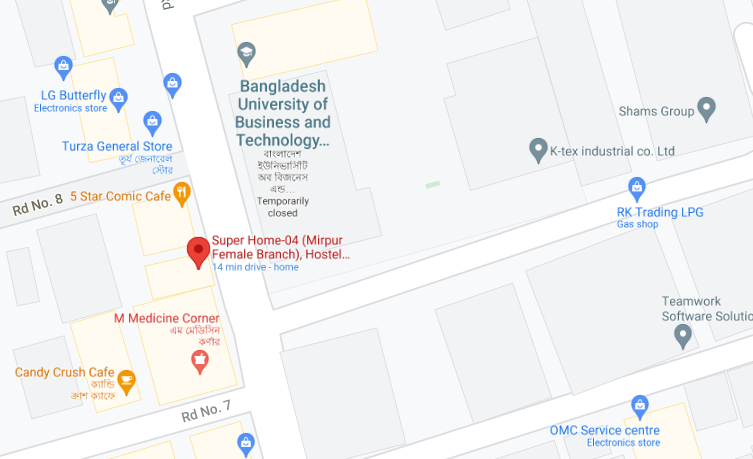 Rd
LG Butterfly
Electronics store
Bangladesh
University of
Business and
Technology...
বাংলাদেশ
ইউনিভার্সিটি
অব বিজনেস
এন্ড...
Temporarily
closed
Shams Group
Turza General Store
তূর্য জেনারেল
স্টোর
K-tex industrial co. Ltd
5 Star Comic Cafe
Rd No. 8
RK Trading LPG
Gas shop
Super Home-04 (Mirpur
Female Branch), Hostel...
14 min drive - home
Teamwork
Software Solutio
M Medicine Corner
এম মেডিসিন
কর্ণার
Candy Crush Cafe
ক্যান্ডি
ক্রাশ ক্যাফে
Rd No. 7
OMC Service centre
Electronics store